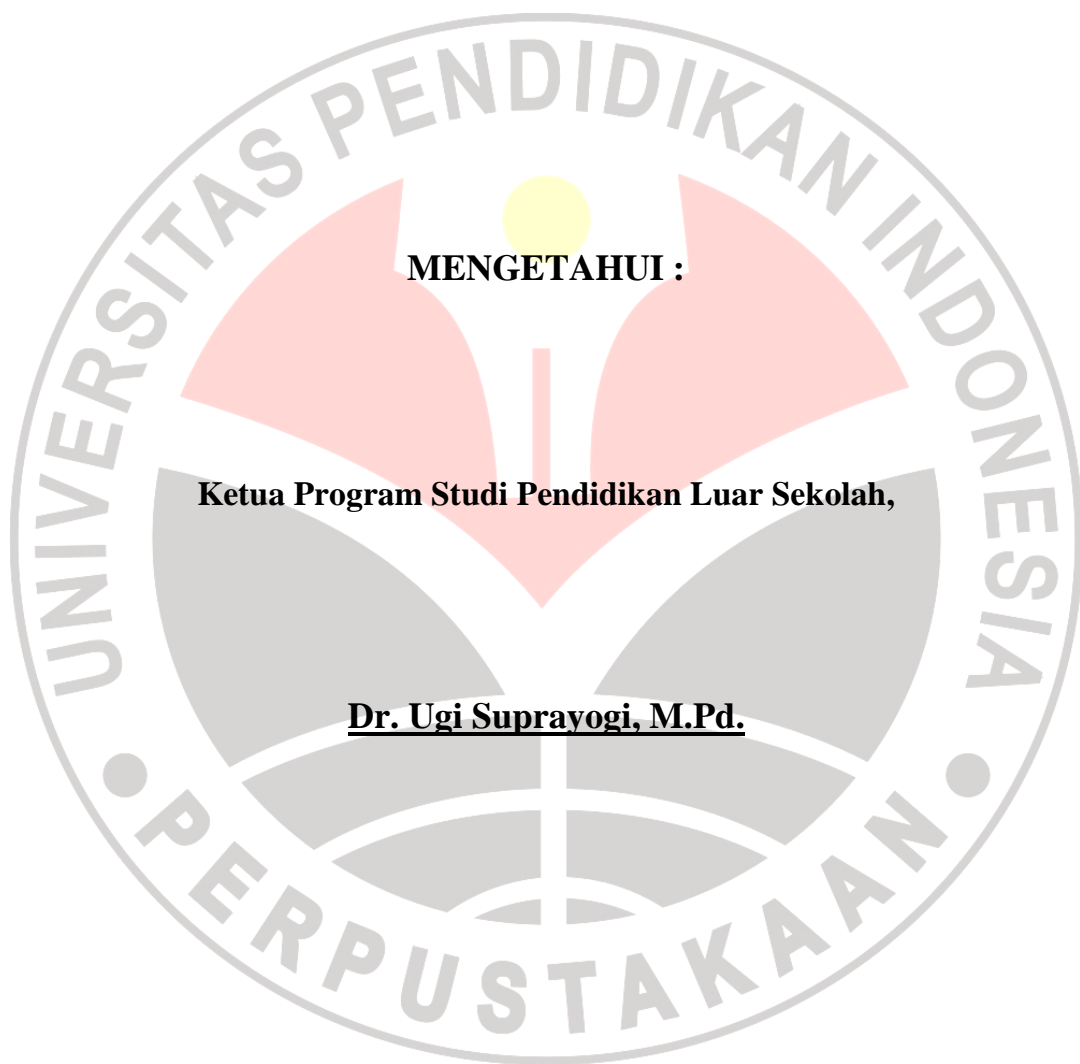 UNIVERSITAS PENDIDIKAN INDONESIA
MENGETAHUI :
Ketua Program Studi Pendidikan Luar Sekolah,
Dr. Ugi Suprayogi, M.Pd.
PERPUSTAKAAN